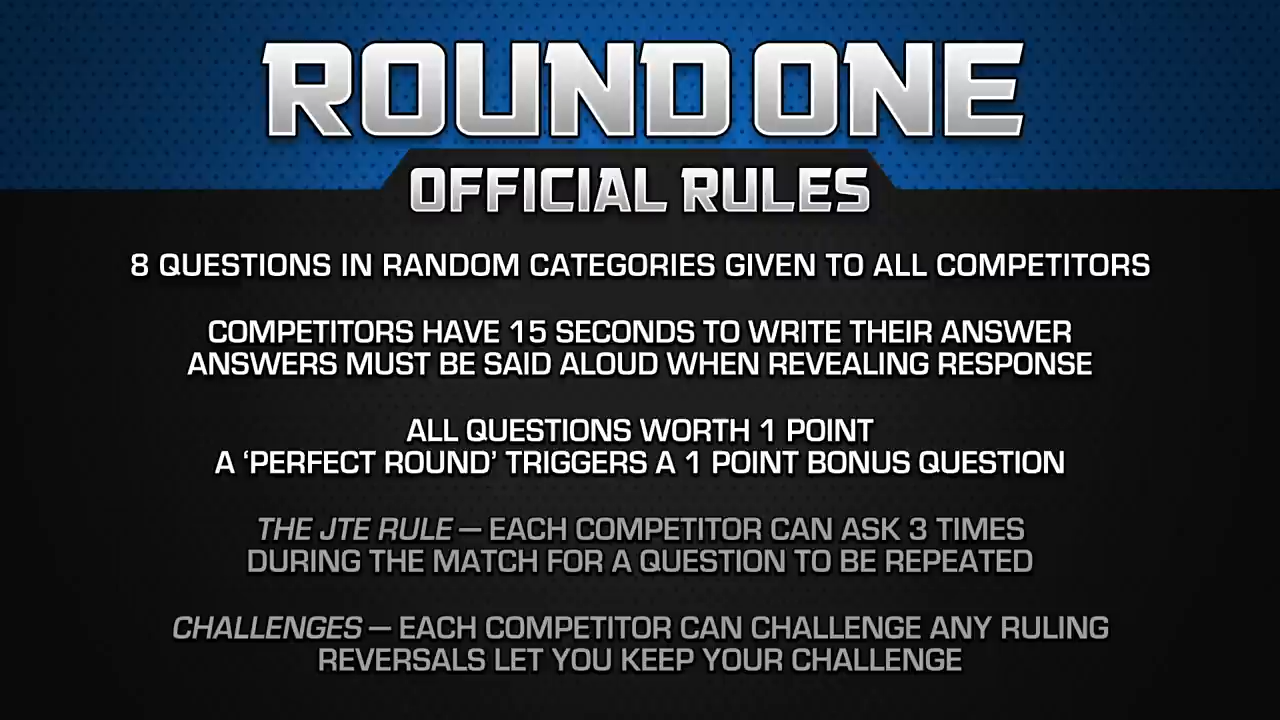 ROUND ONE
OFFICIAL RULES
8 QUESTIONS IN RANDOM CATEGORIES GIVEN TO ALL COMPETITORS
COMPETITORS HAVE 15 SECONDS TO WRITE THEIR ANSWER
ANSWERS MUST BE SAID ALOUD WHEN REVEALING RESPONSE
ALL QUESTIONS WORTH 1 POINT
A ‘PERFECT ROUND’ TRIGGERS A 1 POINT BONUS QUESTION
THE JTE RULE – EACH COMPETITOR CAN ASK 3 TIMES
DURING THE MATCH FOR A QUESTION TO BE REPEATED
CHALLENGES – EACH COMPETITOR CAN CHALLENGE ANY RULING
REVERSALS LET YOU KEEP YOUR CHALLENGE